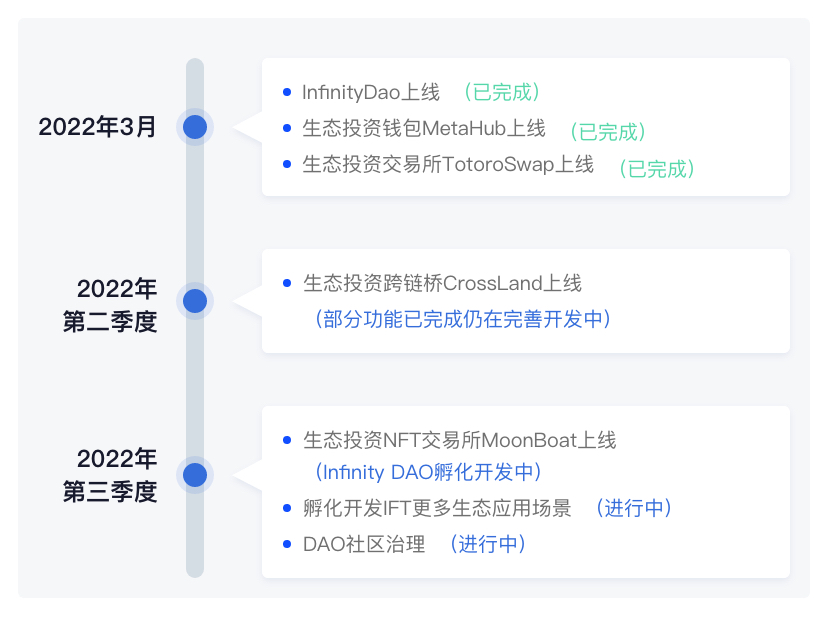 2022年3月
InfinityDao上线 （已完成）
生态投资钱包MetaHub上线 （已完成）
生态投资交易所TotoroSwap上线 （已完成）
2022年
第二季度
生态投资跨链桥CrossLand上线
（部分功能已完成仍在完善开发中）
2022年
第三季度
生态投资NFT交易所MoonBoat上线
（Infinity DAO孵化开发中）
孵化开发IFT更多生态应用场景 （进行中）
DAO社区治理 （进行中）